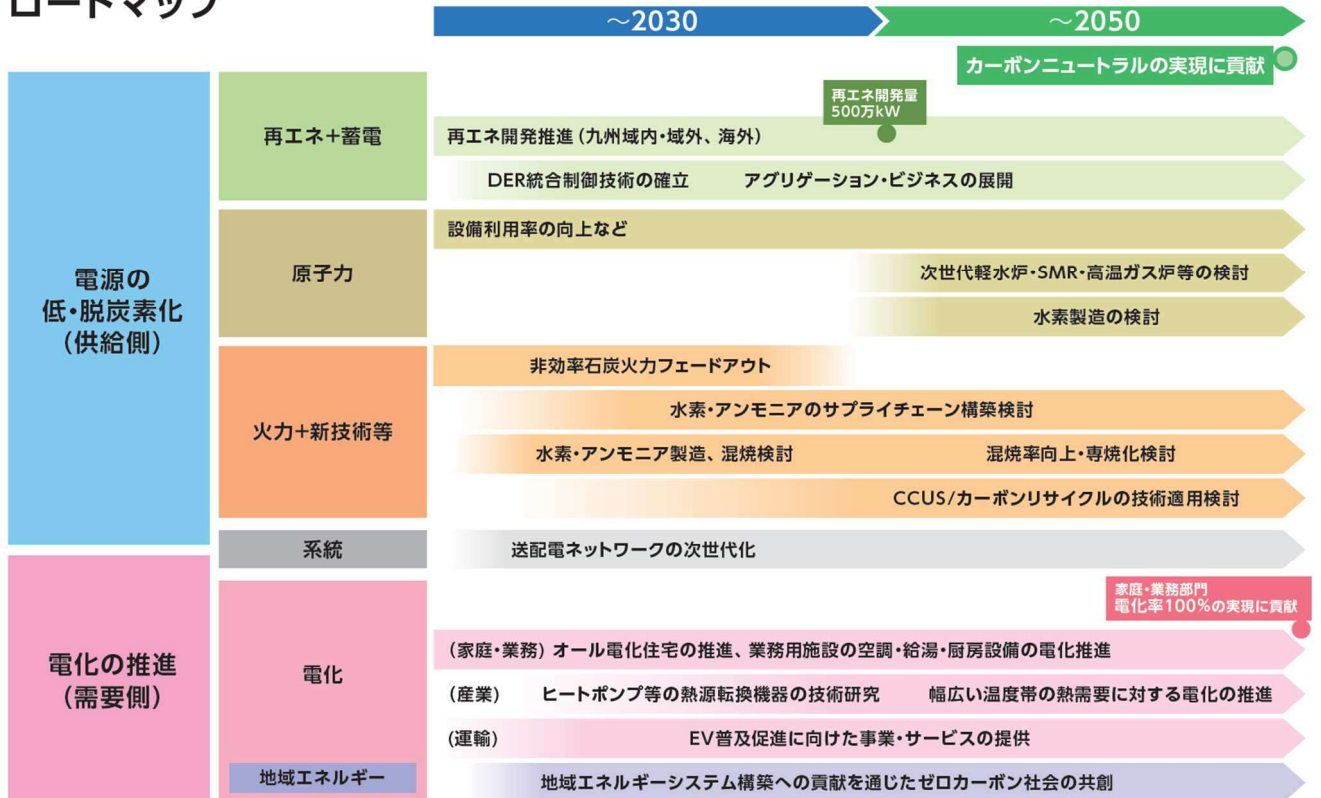 ロードマップ
～2030
～2050
カーボンニュートラルの実現に貢献
電源の
低・脱炭素化
(供給側)
再エネ+蓄電
再エネ開発量
500万kW
再エネ開発推進(九州域内・域外、海外)
DER統合制御技術の確立
アグリゲーション・ビジネスの展開
原子力
設備利用率の向上など
次世代軽水炉・SMR・高温ガス炉等の検討
水素製造の検討
火力+新技術等
非効率石炭火力フェードアウト
水素・アンモニアのサプライチェーン構築検討
水素・アンモニア製造、混焼検討
混焼率向上・専焼化検討
CCUS/カーボンリサイクルの技術適用検討
系統
送配電ネットワークの次世代化
電化の推進
(需要側)
電化
家庭・業務部門
電化率100%の実現に貢献
(家庭・業務) オール電化住宅の推進、業務用施設の空調・給湯・厨房設備の電化推進
(産業)
ヒートポンプ等の熱源転換機器の技術研究
幅広い温度帯の熱需要に対する電化の推進
(運輸)
EV普及促進に向けた事業・サービスの提供
地域エネルギー
地域エネルギーシステム構築への貢献を通じたゼロカーボン社会の共創